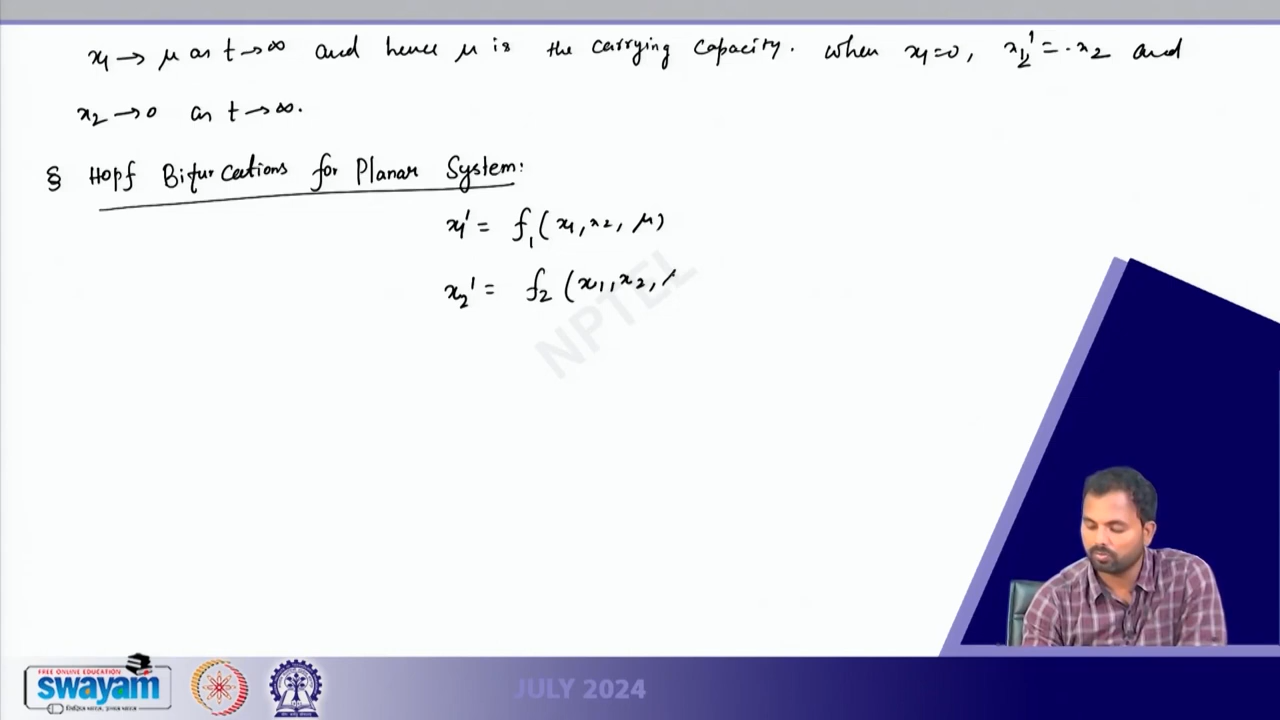 x₁ → μ as t → ∞ and hence μ is the carrying capacity. when x₁=0, x₂' = -x₂ and
x₂ → 0 as t → ∞.
§ Hopf Bifurcations for Planar System:
x₁' = f₁(x₁, x₂, μ)
x₂' = f₂ (x₁, x₂,
NPTEL
FREE ONLINE EDUCATION
swayam
JULY 2024